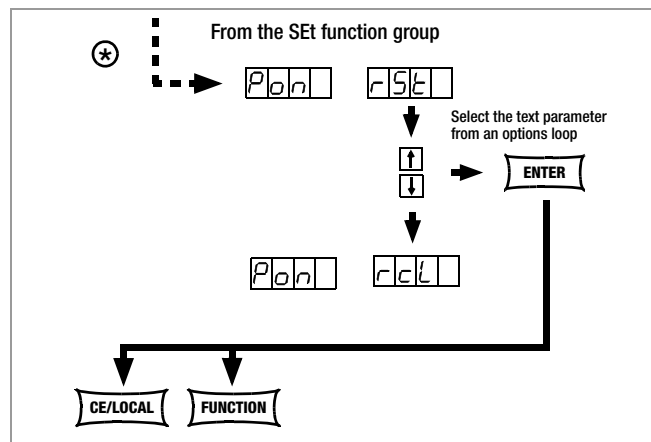 From the SEt function group
Pon rSt
Select the text parameter
from an options loop
ENTER
Pon rcL
CE/LOCAL FUNCTION